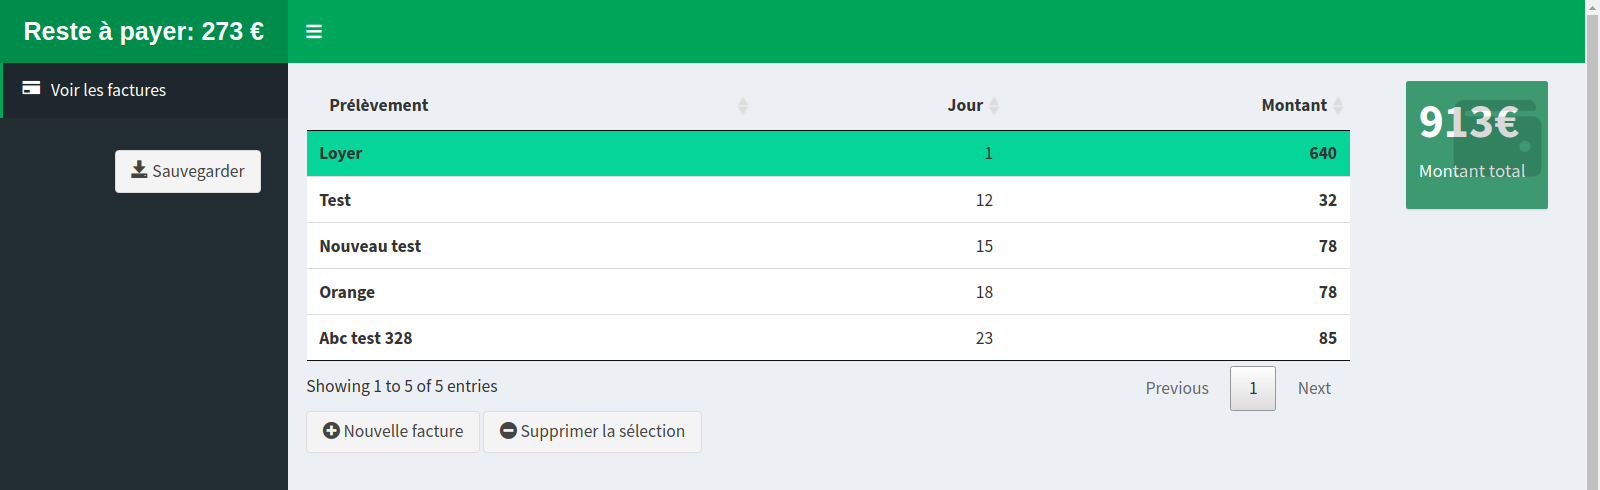 Reste à payer: 273 €
Voir les factures
Sauvegarder
Prélèvement Jour Montant
Loyer 1 640
Test 12 32
Nouveau test 15 78
Orange 18 78
Abc test 328 23 85
Showing 1 to 5 of 5 entries
Previous 1 Next
Nouvelle facture Supprimer la sélection
913€
Montant total